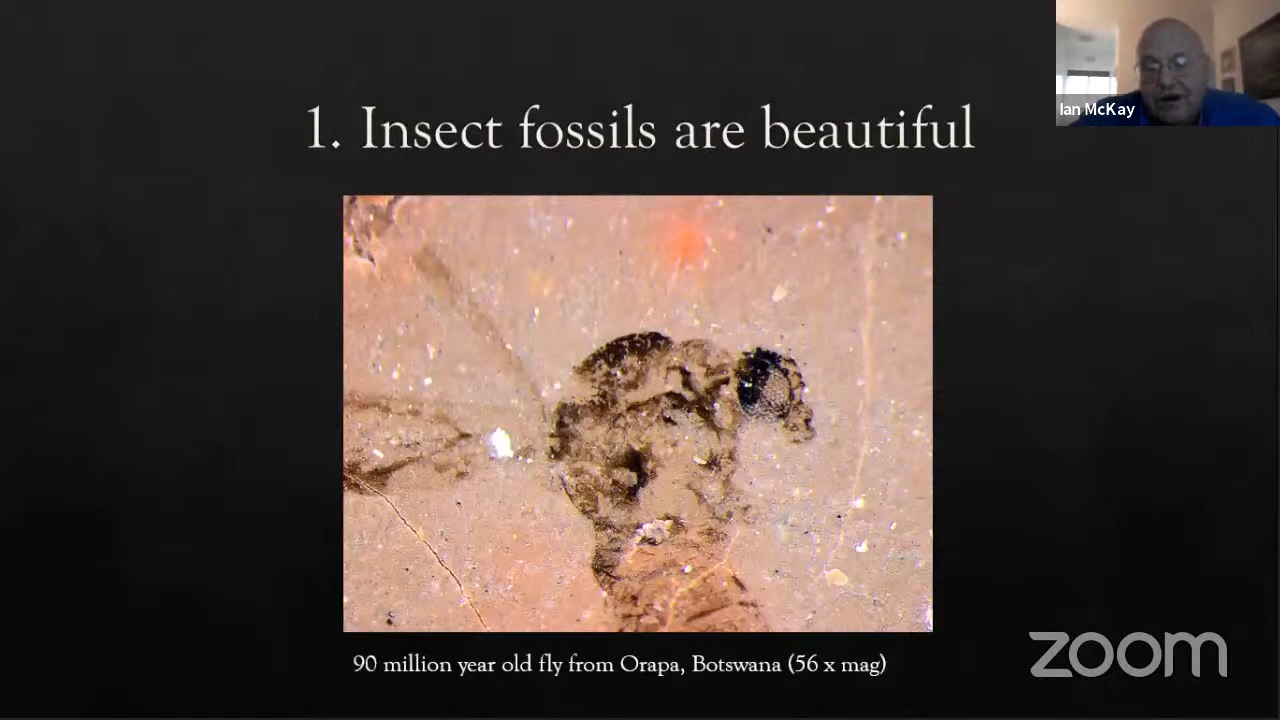 Ian McKay
1. Insect fossils are beautiful
90 million year old fly from Orapa, Botswana (56 x mag)
zoom